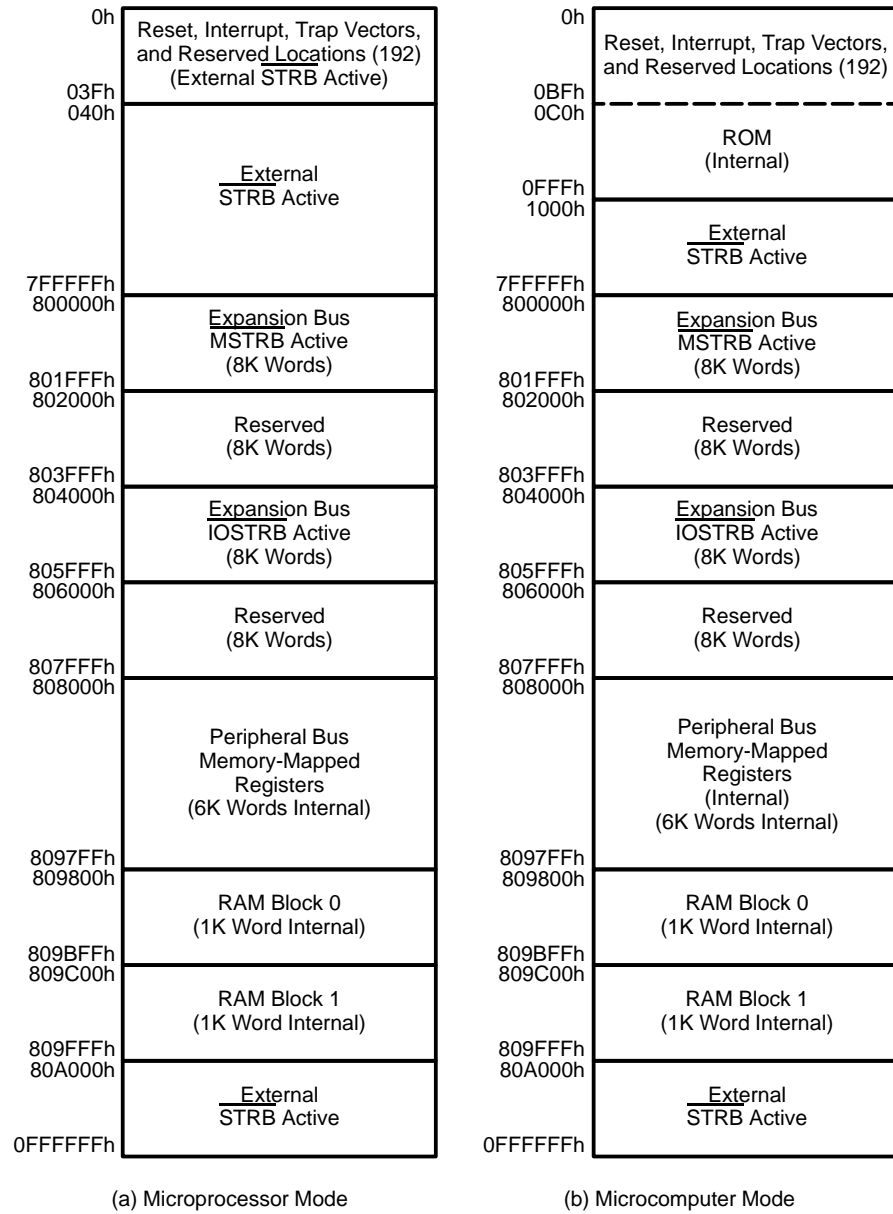 0h
Reset, Interrupt, Trap Vectors,
and Reserved Locations (192)
(External STRB Active)
03Fh
040h
External
STRB Active
7FFFFFh
800000h
Expansion Bus
MSTRB Active
(8K Words)
801FFFh
802000h
Reserved
(8K Words)
803FFFh
804000h
Expansion Bus
IOSTRB Active
(8K Words)
805FFFh
806000h
Reserved
(8K Words)
807FFFh
808000h
Peripheral Bus
Memory-Mapped
Registers
(6K Words Internal)
8097FFh
809800h
RAM Block 0
(1K Word Internal)
809BFFh
809C00h
RAM Block 1
(1K Word Internal)
809FFFh
80A000h
External
STRB Active
0FFFFFFh
(a) Microprocessor Mode
0h
Reset, Interrupt, Trap Vectors,
and Reserved Locations (192)
0BFh
0C0h
ROM
(Internal)
0FFFh
1000h
External
STRB Active
7FFFFFh
800000h
Expansion Bus
MSTRB Active
(8K Words)
801FFFh
802000h
Reserved
(8K Words)
803FFFh
804000h
Expansion Bus
IOSTRB Active
(8K Words)
805FFFh
806000h
Reserved
(8K Words)
807FFFh
808000h
Peripheral Bus
Memory-Mapped
Registers
(Internal)
(6K Words Internal)
8097FFh
809800h
RAM Block 0
(1K Word Internal)
809BFFh
809C00h
RAM Block 1
(1K Word Internal)
809FFFh
80A000h
External
STRB Active
0FFFFFFh
(b) Microcomputer Mode